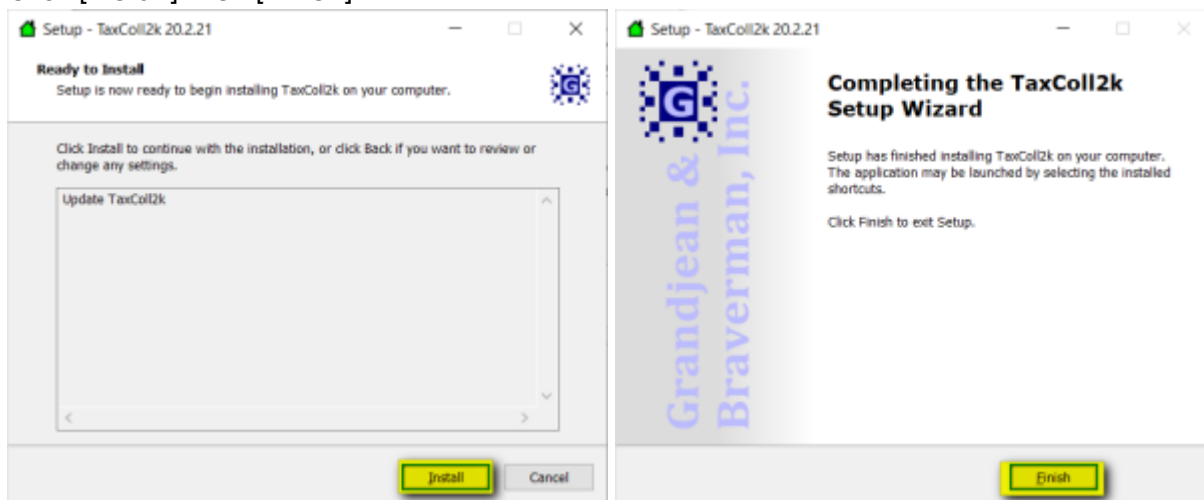 Setup - TaxColl2k 20.2.21
Ready to Install
Setup is now ready to begin installing TaxColl2k on your computer.
G
Click Install to continue with the installation, or click Back if you want to review or
change any settings.
Update TaxColl2k
Install
Cancel
Setup - TaxColl2k 20.2.21
G
Grandjean &
Braverman, Inc.
Completing the TaxColl2k
Setup Wizard
Setup has finished installing TaxColl2k on your computer.
The application may be launched by selecting the installed
shortcuts.
Click Finish to exit Setup.
Finish